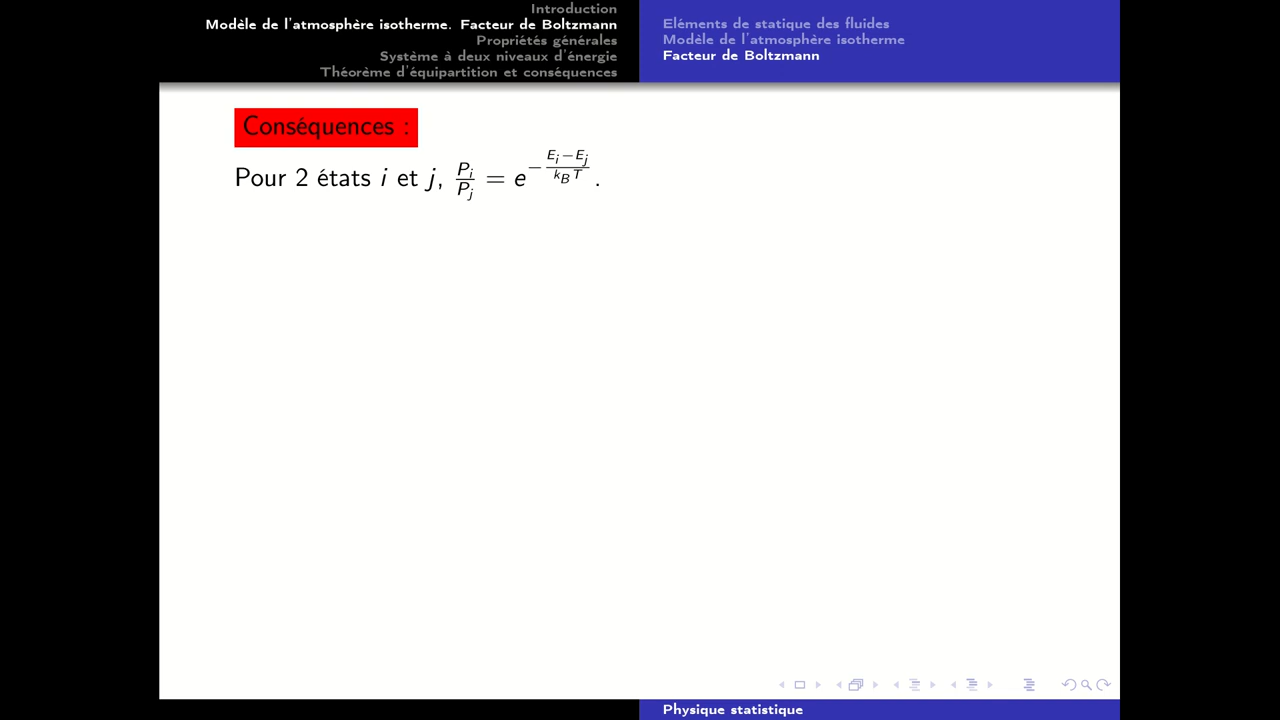 Introduction
Modèle de l'atmosphère isotherme. Facteur de Boltzmann
Propriétés générales
Système à deux niveaux d'énergie
Théorème d'équipartition et conséquences
Eléments de statique des fluides
Modèle de l'atmosphère isotherme
Facteur de Boltzmann
Conséquences :
Pour 2 états i et j, $\frac{P_i}{P_j} = e^{-\frac{E_i - E_j}{k_B T}}$.
Physique statistique